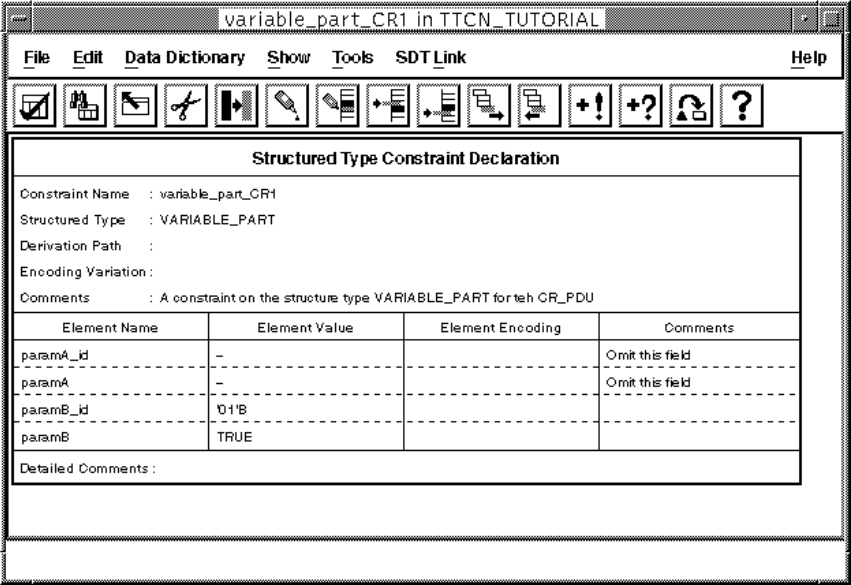 variable_part_CR1 in TTCN_TUTORIAL
File Edit Data Dictionary Show Tools SDT Link Help
+! +? ?
Structured Type Constraint Declaration
Constraint Name : variable_part_CR1
Structured Type : VARIABLE_PART
Derivation Path :
Encoding Variation :
Comments : A constraint on the structure type VARIABLE_PART for teh CR_PDU
Element Name Element Value Element Encoding Comments
paramA_id – Omit this field
paramA – Omit this field
paramB_id '01'B
paramB TRUE
Detailed Comments :